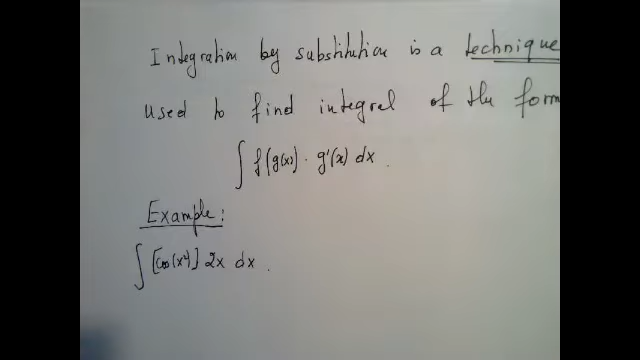 Integration by substitution is a technique
used to find integral of the form
∫ f(g(x)) · g'(x) dx.
Example:
∫ [cos(x²)] 2x dx.